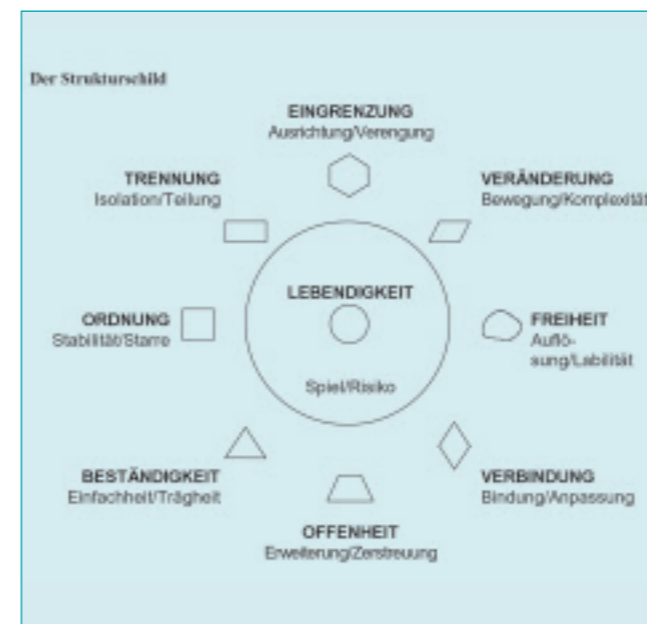 Der Strukturschild
EINGRENZUNG
Ausrichtung/Verengung
TRENNUNG
Isolation/Teilung
VERÄNDERUNG
Bewegung/Komplexität
LEBENDIGKEIT
Spiel/Risiko
ORDNUNG
Stabilität/Starre
FREIHEIT
Auflö-
sung/Labilität
BESTÄNDIGKEIT
Einfachheit/Trägheit
VERBINDUNG
Bindung/Anpassung
OFFENHEIT
Erweiterung/Zerstreuung